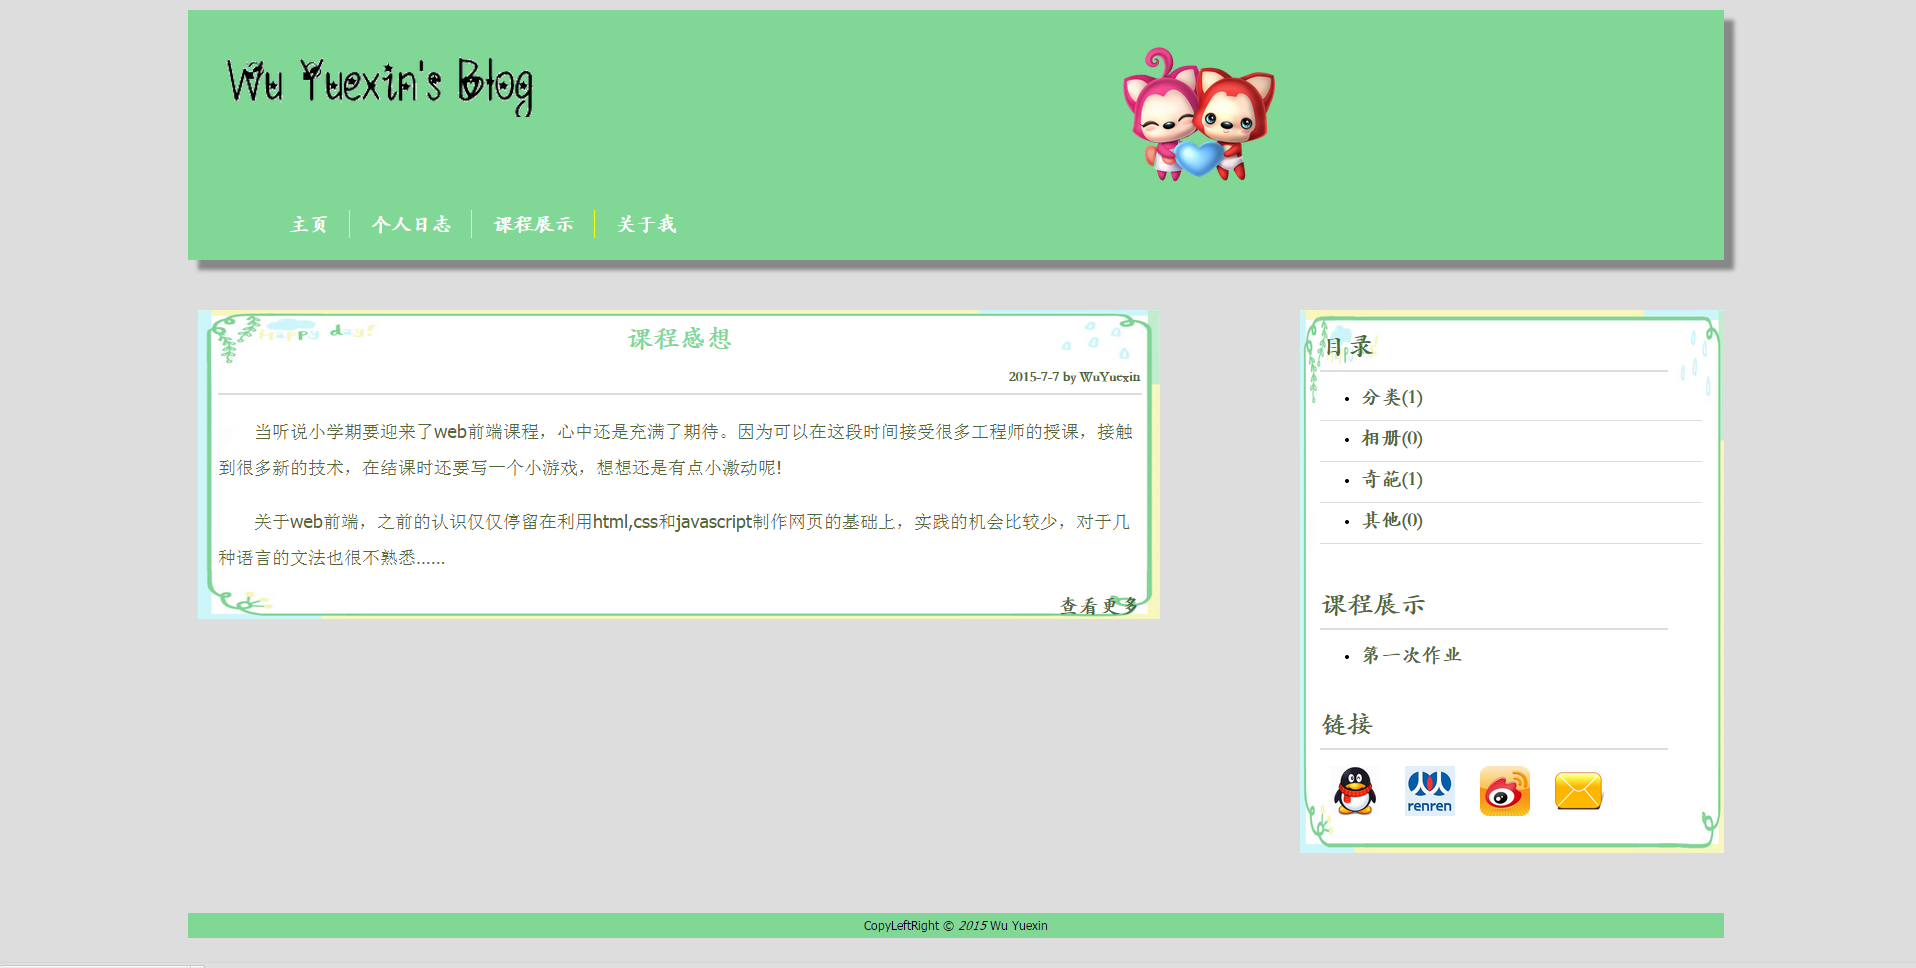 Wu Yuexin's Blog
主页 个人日志 课程展示 关于我
Happy day!
课程感想
2015-7-7 by WuYuexin
当听说小学期要迎来了web前端课程，心中还是充满了期待。因为可以在这段时间接受很多工程师的授课，接触
到很多新的技术，在结课时还要写一个小游戏，想想还是有点小激动呢!
关于web前端，之前的认识仅仅停留在利用html,css和javascript制作网页的基础上，实践的机会比较少，对于几
种语言的文法也很不熟悉......
查看更多
目录
分类(1)
相册(0)
奇葩(1)
其他(0)
课程展示
第一次作业
链接
renren
CopyLeftRight © 2015 Wu Yuexin